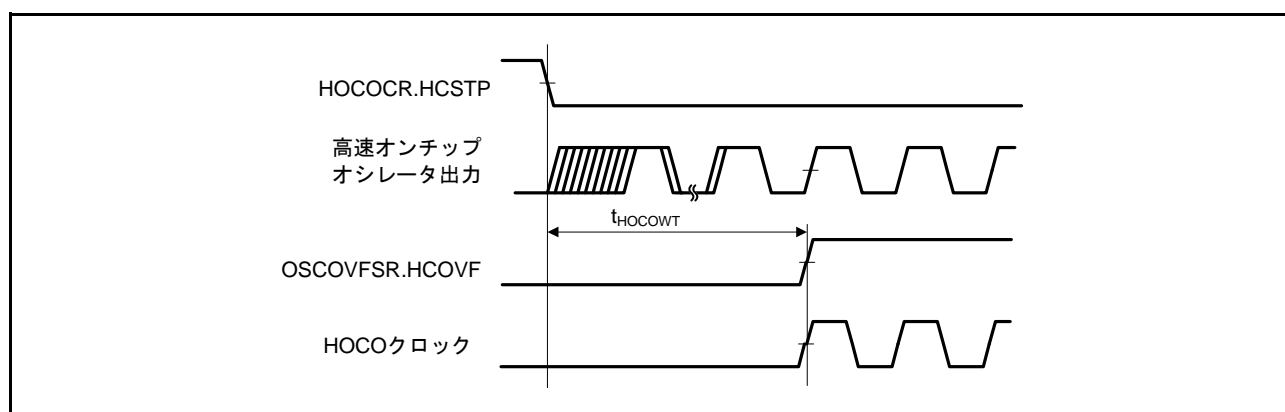 HOCOCR.HCSTP
高速オンチップ
オシレータ出力
tHOCOWT
OSCOVFSR.HCOVF
HOCOクロック